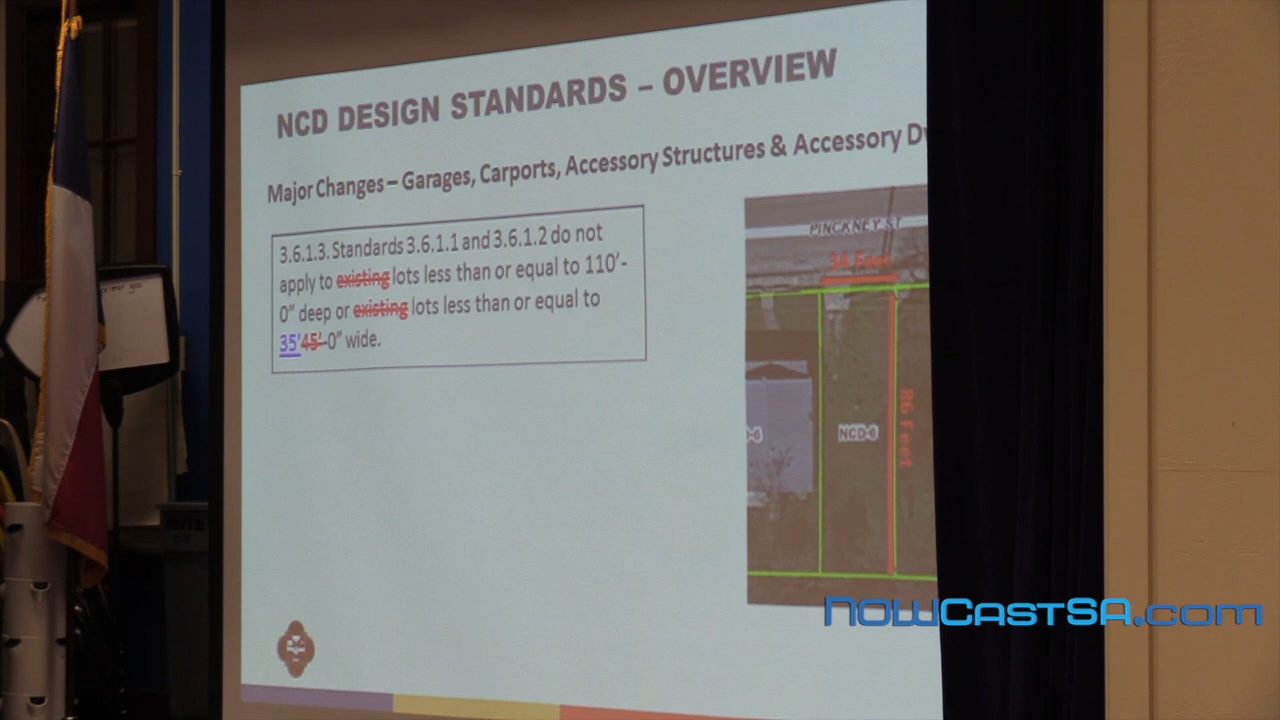 NCD DESIGN STANDARDS – OVERVIEW
Major Changes – Garages, Carports, Accessory Structures & Accessory D
3.6.1.3. Standards 3.6.1.1 and 3.6.1.2 do not
apply to existing lots less than or equal to 110'-
0" deep or existing lots less than or equal to
35'45'-0" wide.
PINCKNEY ST
34 Feet
86 Feet
NCD-6
NOWCastSA.com